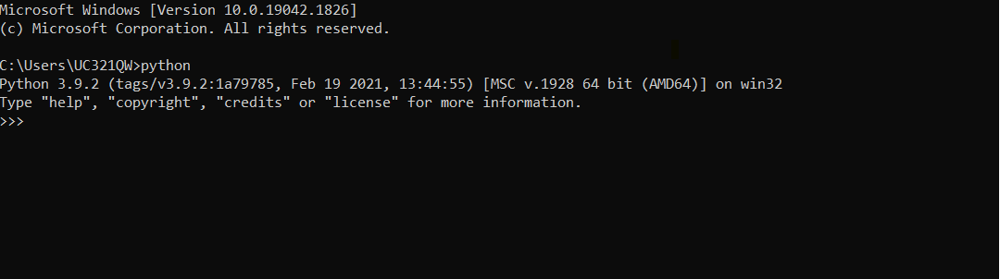 Microsoft Windows [Version 10.0.19042.1826]
(c) Microsoft Corporation. All rights reserved.
C:\Users\UC321QW>python
Python 3.9.2 (tags/v3.9.2:1a79785, Feb 19 2021, 13:44:55) [MSC v.1928 64 bit (AMD64)] on win32
Type "help", "copyright", "credits" or "license" for more information.
>>>